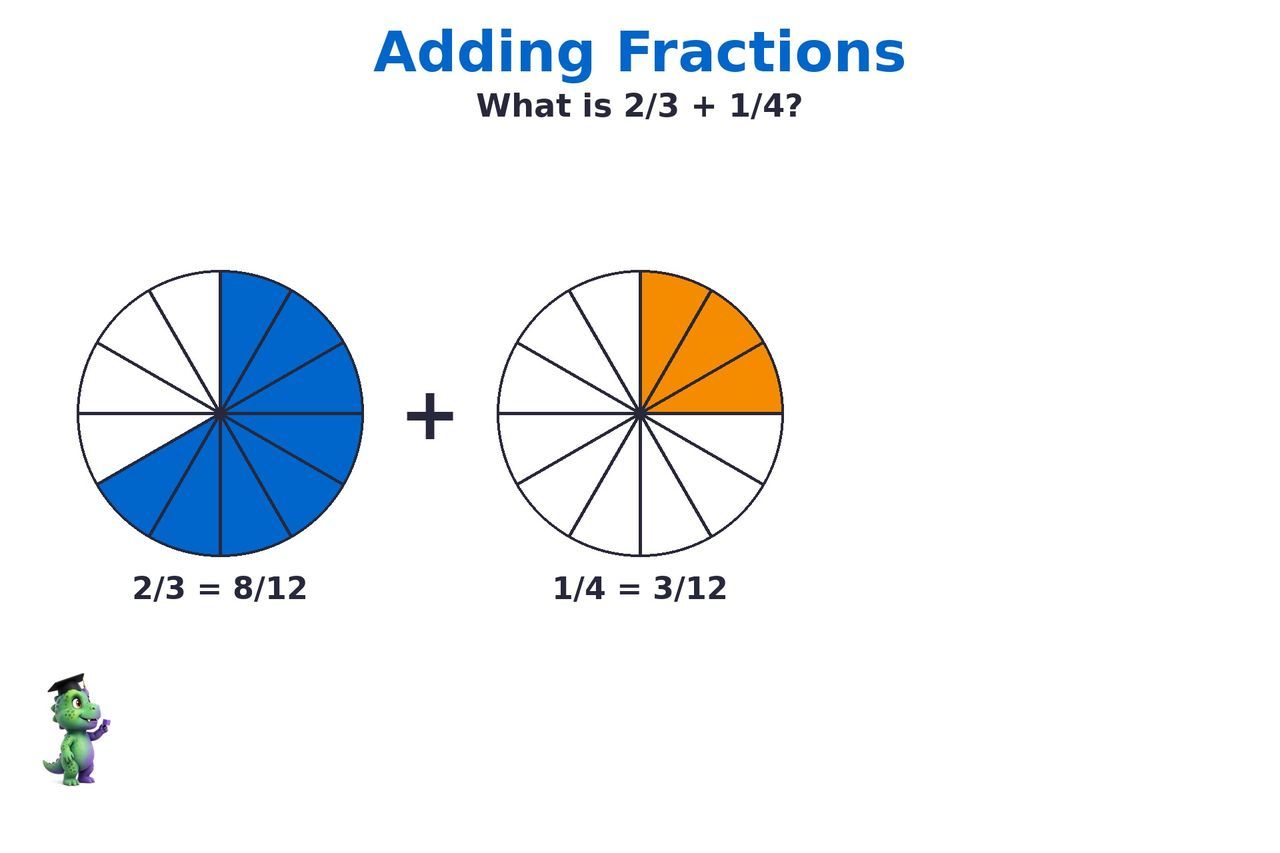 Adding Fractions
What is 2/3 + 1/4?
+
2/3 = 8/12
1/4 = 3/12